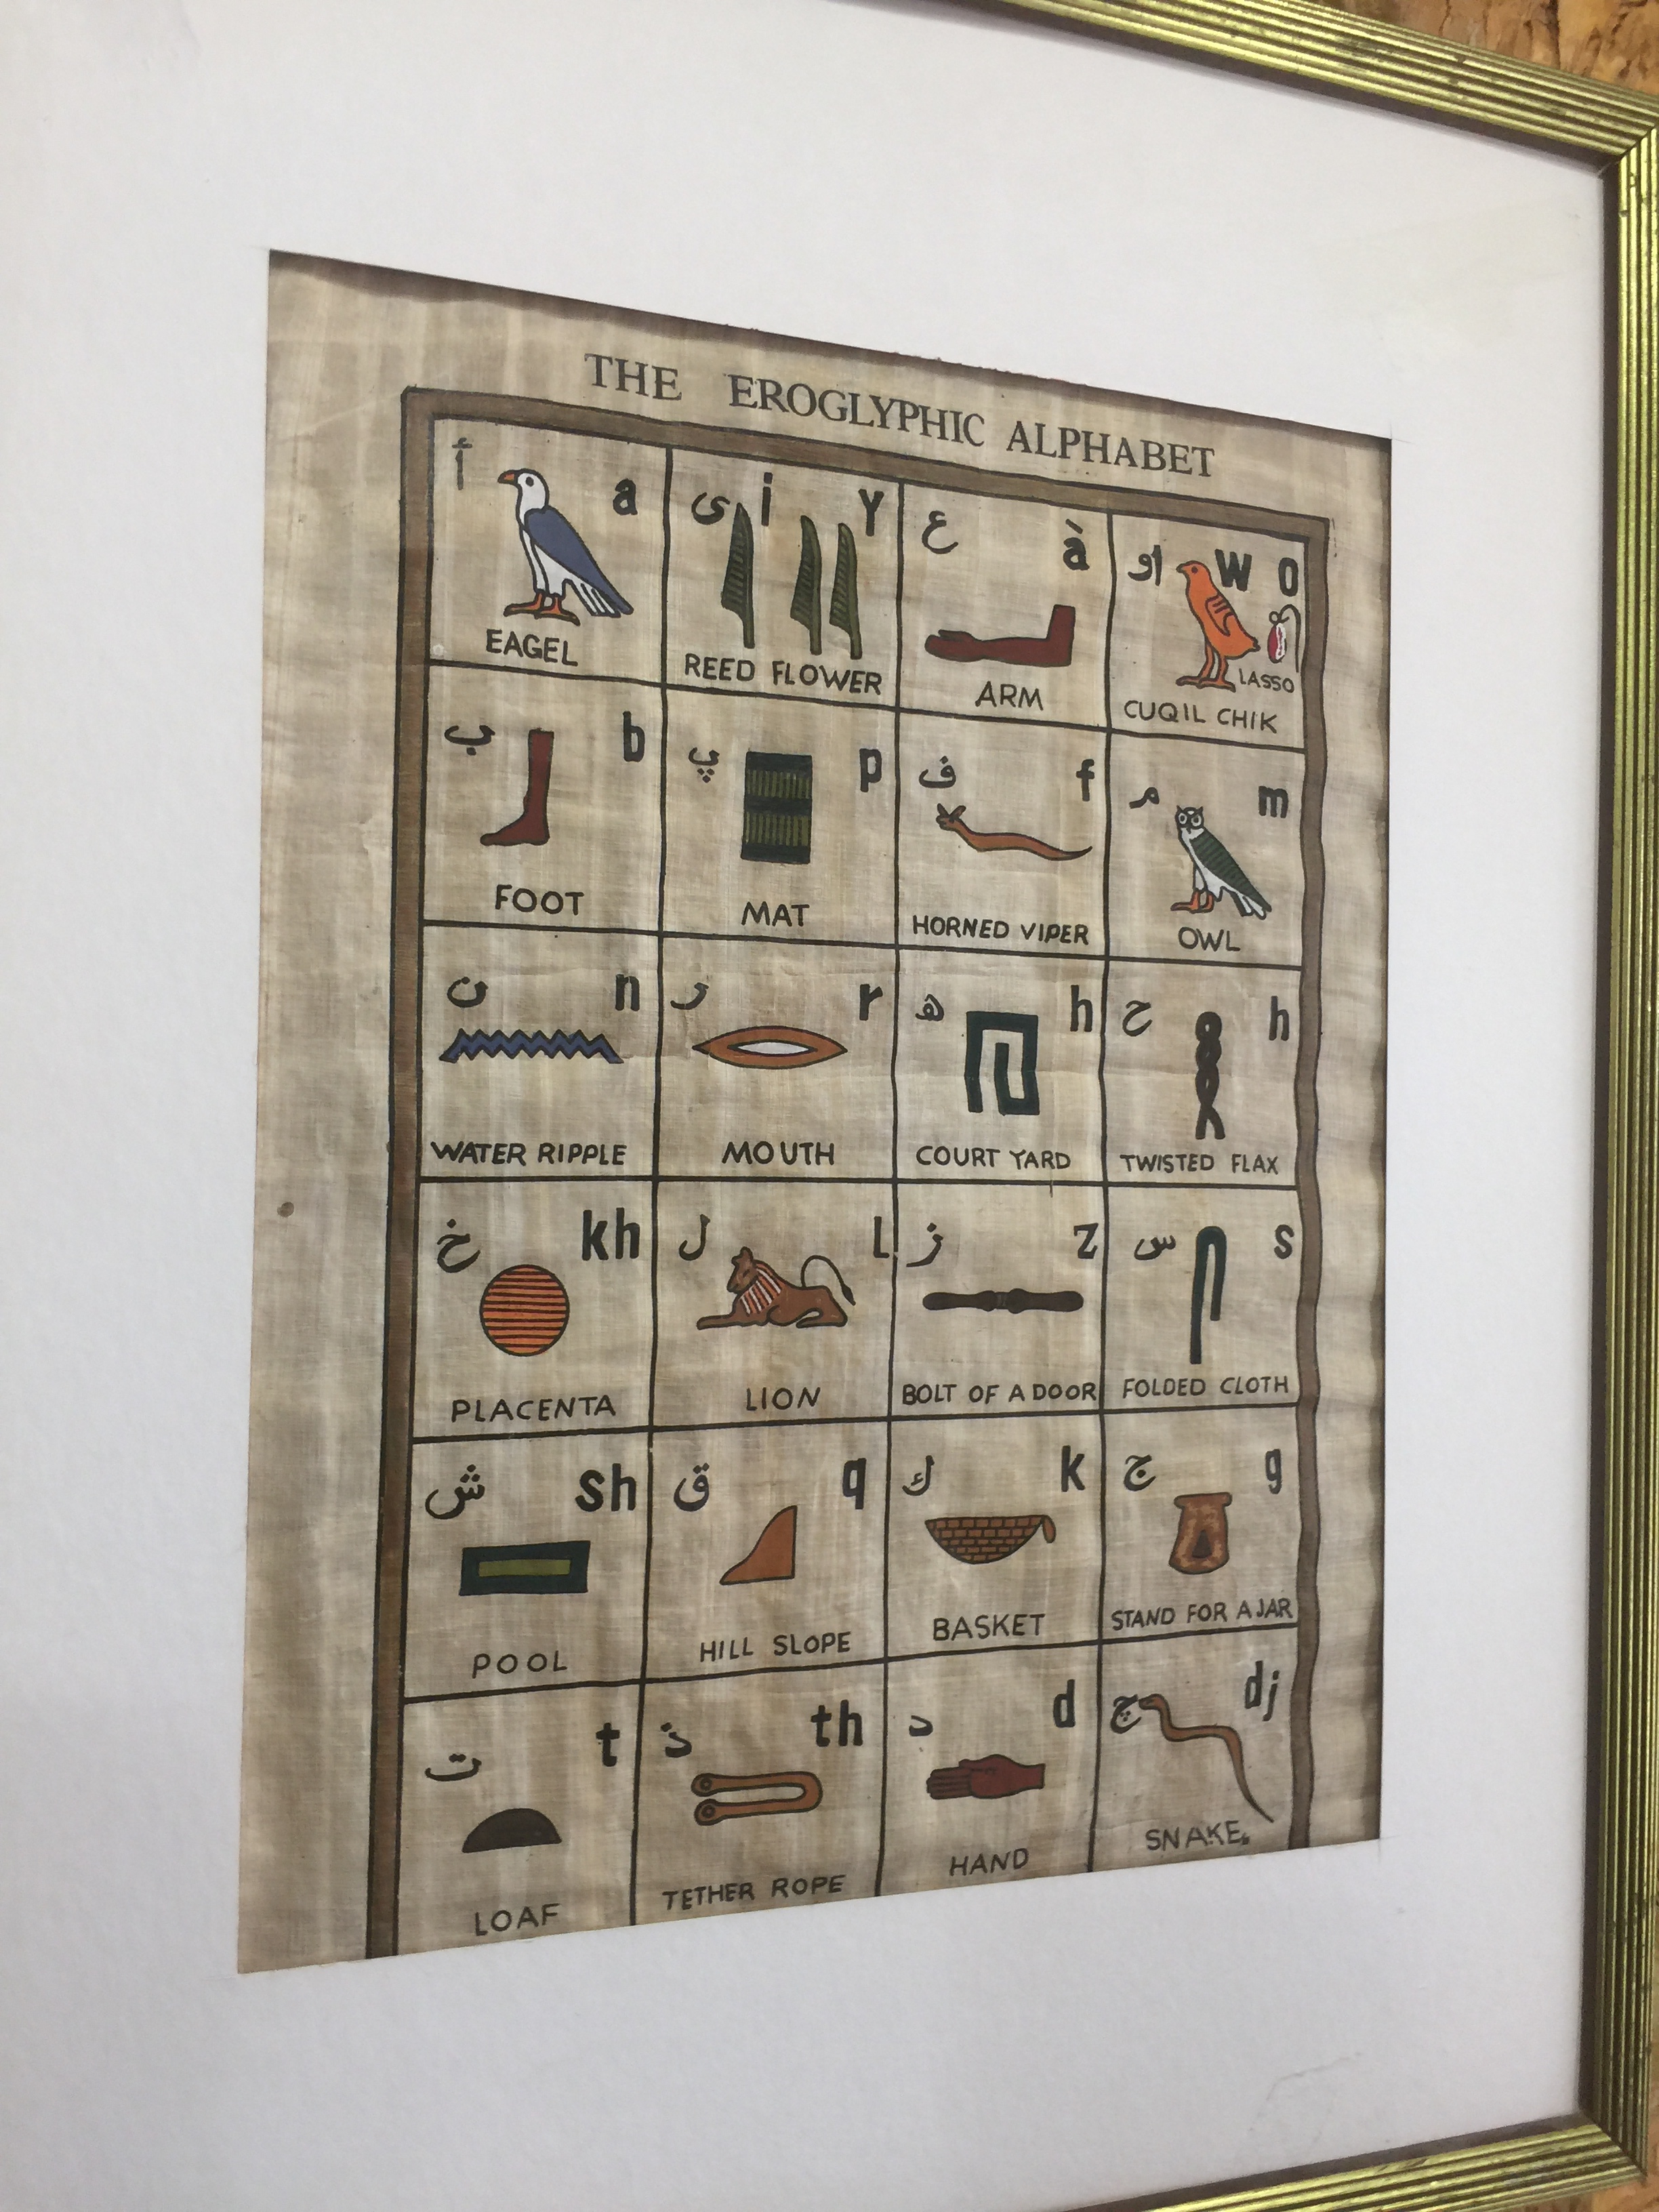 THE EROGLYPHIC ALPHABET
أ a
EAGEL
ى i Y
REED FLOWER
ع à
ARM
او W O
LASSO
CUQIL CHIK
ب b
FOOT
پ p
MAT
ف f
HORNED VIPER
م m
OWL
ن n
WATER RIPPLE
ر r
MOUTH
ه h
COURT YARD
ح h
TWISTED FLAX
خ kh
PLACENTA
ل L
LION
ز z
BOLT OF A DOOR
س s
FOLDED CLOTH
ش sh
POOL
ق q
HILL SLOPE
ك k
BASKET
ج g
STAND FOR A JAR
ت t
LOAF
ذ th
TETHER ROPE
د d
HAND
چ dj
SNAKE